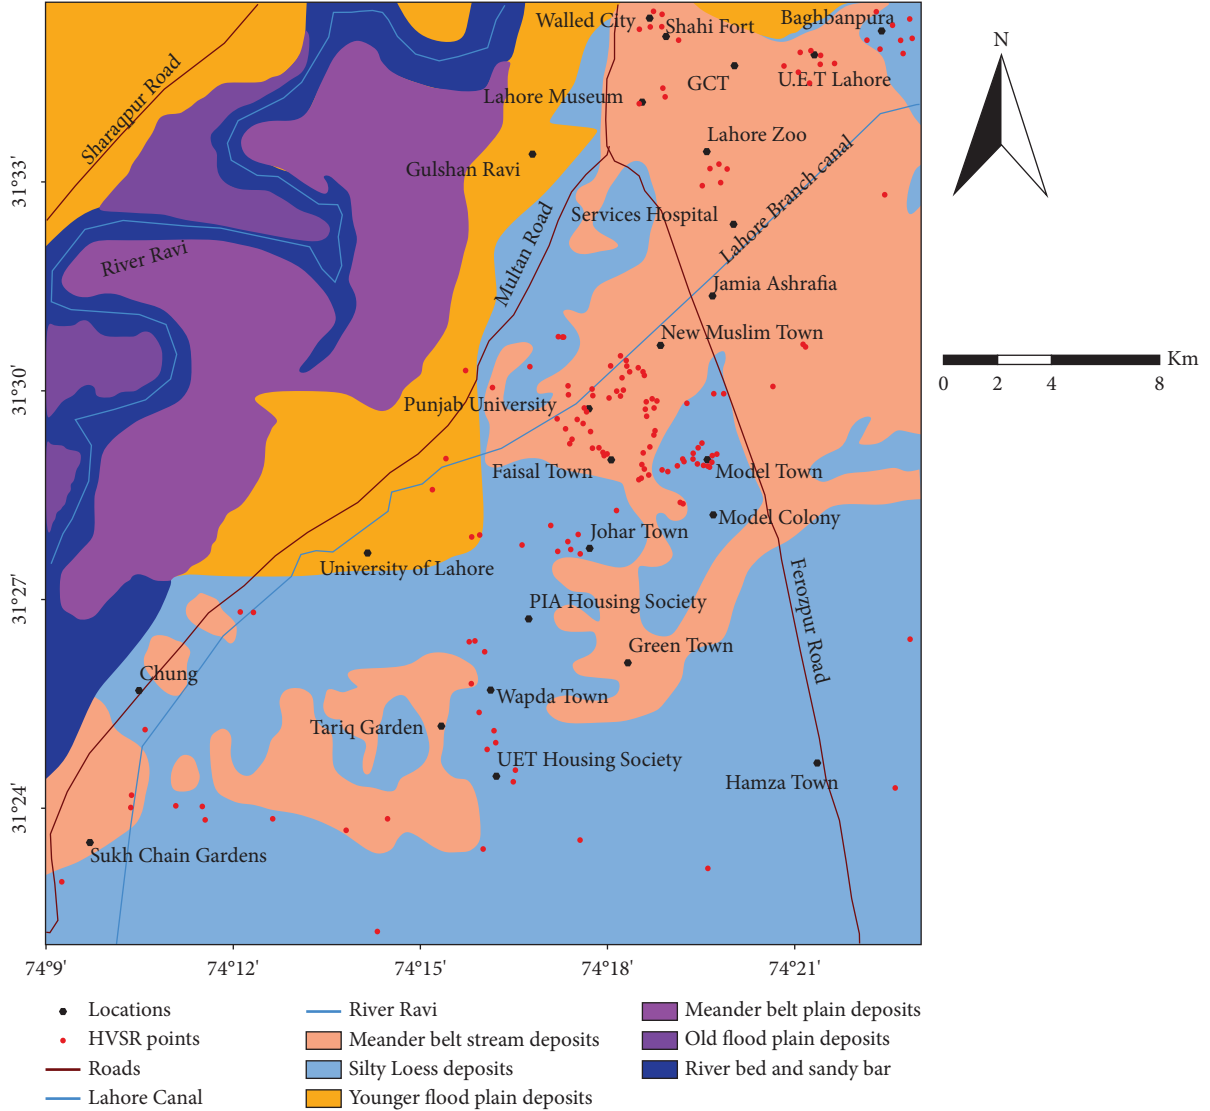 Walled City
Shahi Fort
Baghbanpura
N
GCT
U.E.T Lahore
Lahore Museum
Sharaqpur Road
Lahore Zoo
Gulshan Ravi
31°33'
Services Hospital
Lahore Branch canal
River Ravi
Multan Road
Jamia Ashrafia
New Muslim Town
Km
0 2 4 8
31°30'
Punjab University
Faisal Town
Model Town
Model Colony
Johar Town
University of Lahore
31°27'
PIA Housing Society
Ferozpur Road
Green Town
Chung
Wapda Town
Tariq Garden
UET Housing Society
Hamza Town
31°24'
Sukh Chain Gardens
74°9' 74°12' 74°15' 74°18' 74°21'
Locations
HVSR points
Roads
Lahore Canal
River Ravi
Meander belt stream deposits
Silty Loess deposits
Younger flood plain deposits
Meander belt plain deposits
Old flood plain deposits
River bed and sandy bar